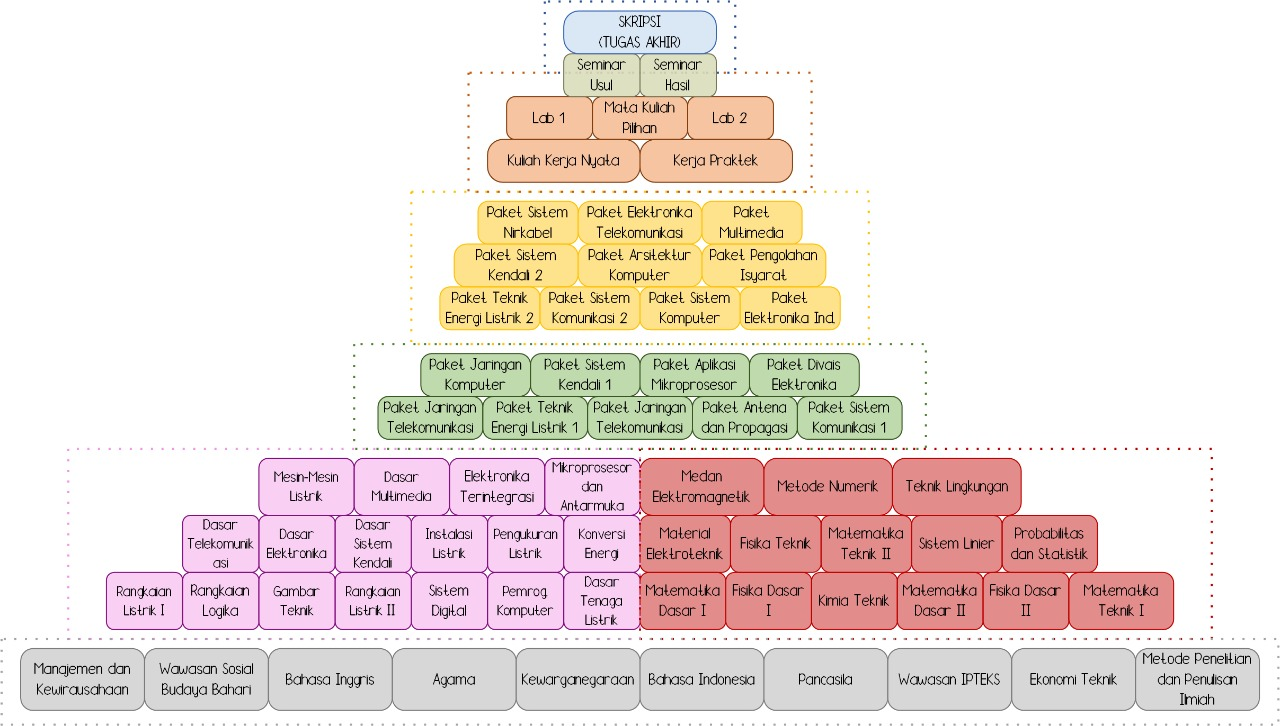 SKRIPSI
(TUGAS AKHIR)
Seminar
Usul
Seminar
Hasil
Lab 1
Mata Kuliah
Pilihan
Lab 2
Kuliah Kerja Nyata
Kerja Praktek
Paket Sistem
Nirkabel
Paket Elektronika
Telekomunikasi
Paket
Multimedia
Paket Sistem
Kendali 2
Paket Arsitektur
Komputer
Paket Pengolahan
Isyarat
Paket Teknik
Energi Listrik 2
Paket Sistem
Komunikasi 2
Paket Sistem
Komputer
Paket
Elektronika Ind.
Paket Jaringan
Komputer
Paket Sistem
Kendali 1
Paket Aplikasi
Mikroprosesor
Paket Divais
Elektronika
Paket Jaringan
Telekomunikasi
Paket Teknik
Energi Listrik 1
Paket Jaringan
Telekomunikasi
Paket Antena
dan Propagasi
Paket Sistem
Komunikasi 1
Mesin-Mesin
Listrik
Dasar
Multimedia
Elektronika
Terintegrasi
Mikroprosesor
dan
Antarmuka
Medan
Elektromagnetik
Metode Numerik
Teknik Lingkungan
Dasar
Telekomunik
asi
Dasar
Elektronika
Dasar
Sistem
Kendali
Instalasi
Listrik
Pengukuran
Listrik
Konversi
Energi
Material
Elektroteknik
Fisika Teknik
Matematika
Teknik II
Sistem Linier
Probabilitas
dan Statistik
Rangkaian
Listrik I
Rangkaian
Logika
Gambar
Teknik
Rangkaian
Listrik II
Sistem
Digital
Pemrog.
Komputer
Dasar
Tenaga
Listrik
Matematika
Dasar I
Fisika Dasar
I
Kimia Teknik
Matematika
Dasar II
Fisika Dasar
II
Matematika
Teknik I
Manajemen dan
Kewirausahaan
Wawasan Sosial
Budaya Bahari
Bahasa Inggris
Agama
Kewarganegaraan
Bahasa Indonesia
Pancasila
Wawasan IPTEKS
Ekonomi Teknik
Metode Penelitian
dan Penulisan
Ilmiah